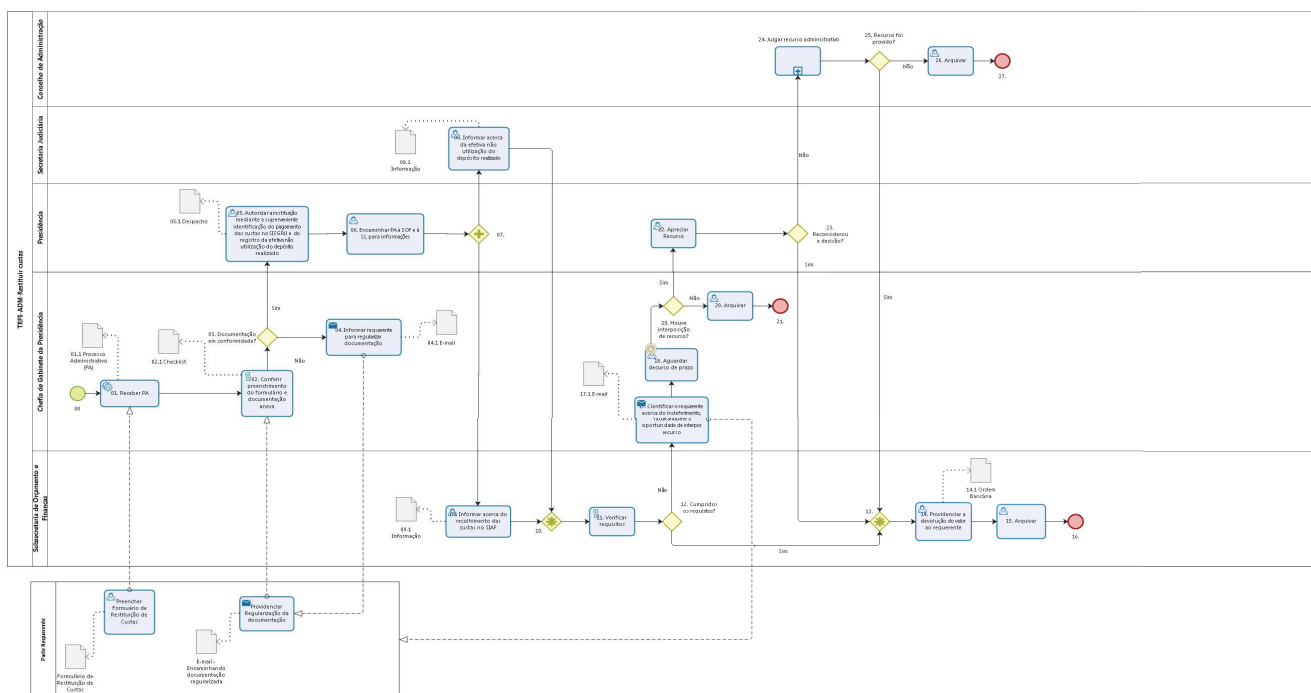 TRF5-ADM-Restituir custas
Conselho de Administração
24. Julgar recurso administrativo
25. Recurso foi
provido?
Não
26. Arquivar
27.
Sim
Secretaria Judiciária
08.1
Informação
Informar acerca
da efetiva não
utilização do
depósito realizado
Não
Presidência
05.1 Despacho
05. Autorizar a restituição
mediante a superveniente
identificação do pagamento
das custas no SISGRU e do
registro da efetiva não
utilização do depósito
realizado
06. Encaminhar PA à SOF e à
SJ, para informações
07.
22. Apreciar
Recurso
23.
Reconsiderou
a decisão?
Sim
Chefia de Gabinete da Presidência
01.1 Processo
Administrativo
(PA)
00
01. Receber PA
02.1 Checklist
02. Conferir
preenchimento
do formulário e
documentação
anexa
03. Documentação
em conformidade?
Sim
Não
04. Informar requerente
para regularizar
documentação
04.1 E-mail
Sim
Não
19. Houve
interposição
de recurso?
20. Arquivar
21.
18. Aguardar
decurso de prazo
17.1 E-mail
Cientificar o requerente
acerca do indeferimento,
facultando-lhe a
oportunidade de interpor
recurso
Subsecretaria de Orçamento e
Finanças
09.1
Informação
Informar acerca do
recolhimento das
custas no SIAF
10.
11. Verificar
requisitos
Não
12. Cumpridos
os requisitos?
Sim
13.
14. Providenciar a
devolução do valor
ao requerente
14.1 Ordem
Bancária
15. Arquivar
16.
Parte Requerente
Preencher
Formuário de
Restituição de
Custas
Formulário de
Restituição de
Custas
Providenciar
Regularização da
documentação
E-mail -
Encaminhando
documentação
regularizada